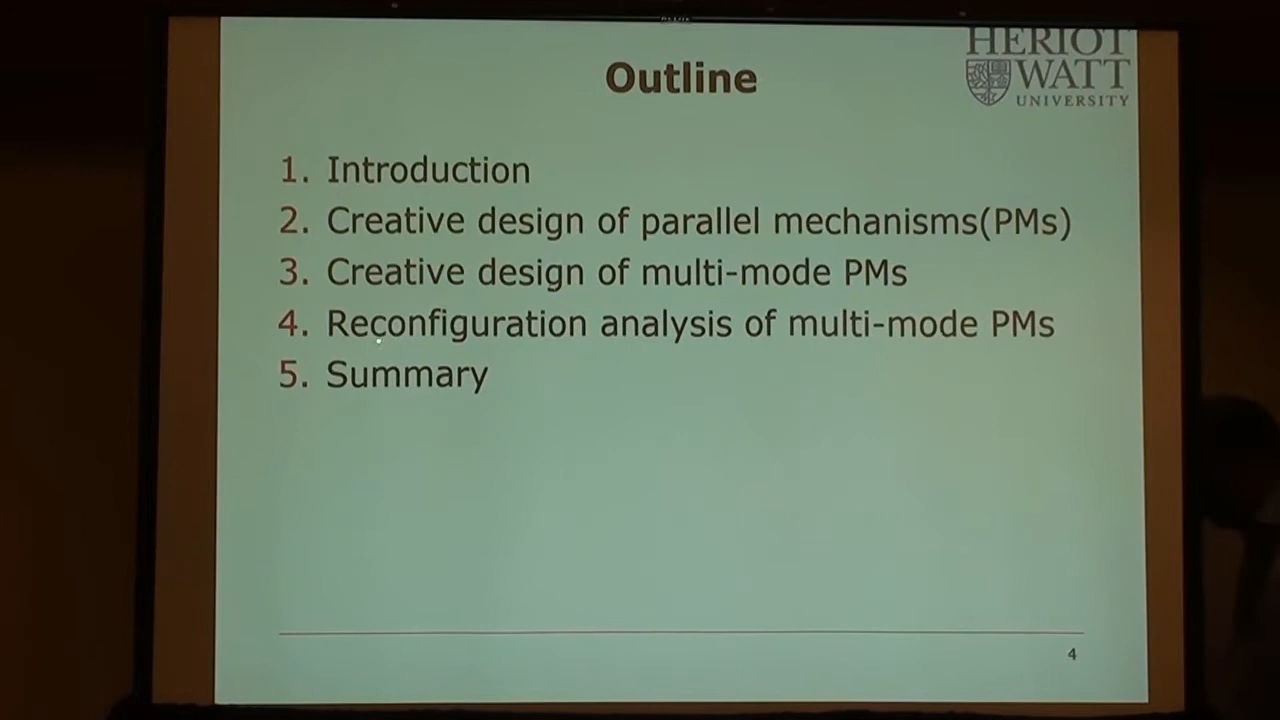 HERIOT
WATT
UNIVERSITY
Outline
1. Introduction
2. Creative design of parallel mechanisms(PMs)
3. Creative design of multi-mode PMs
4. Reconfiguration analysis of multi-mode PMs
5. Summary
4